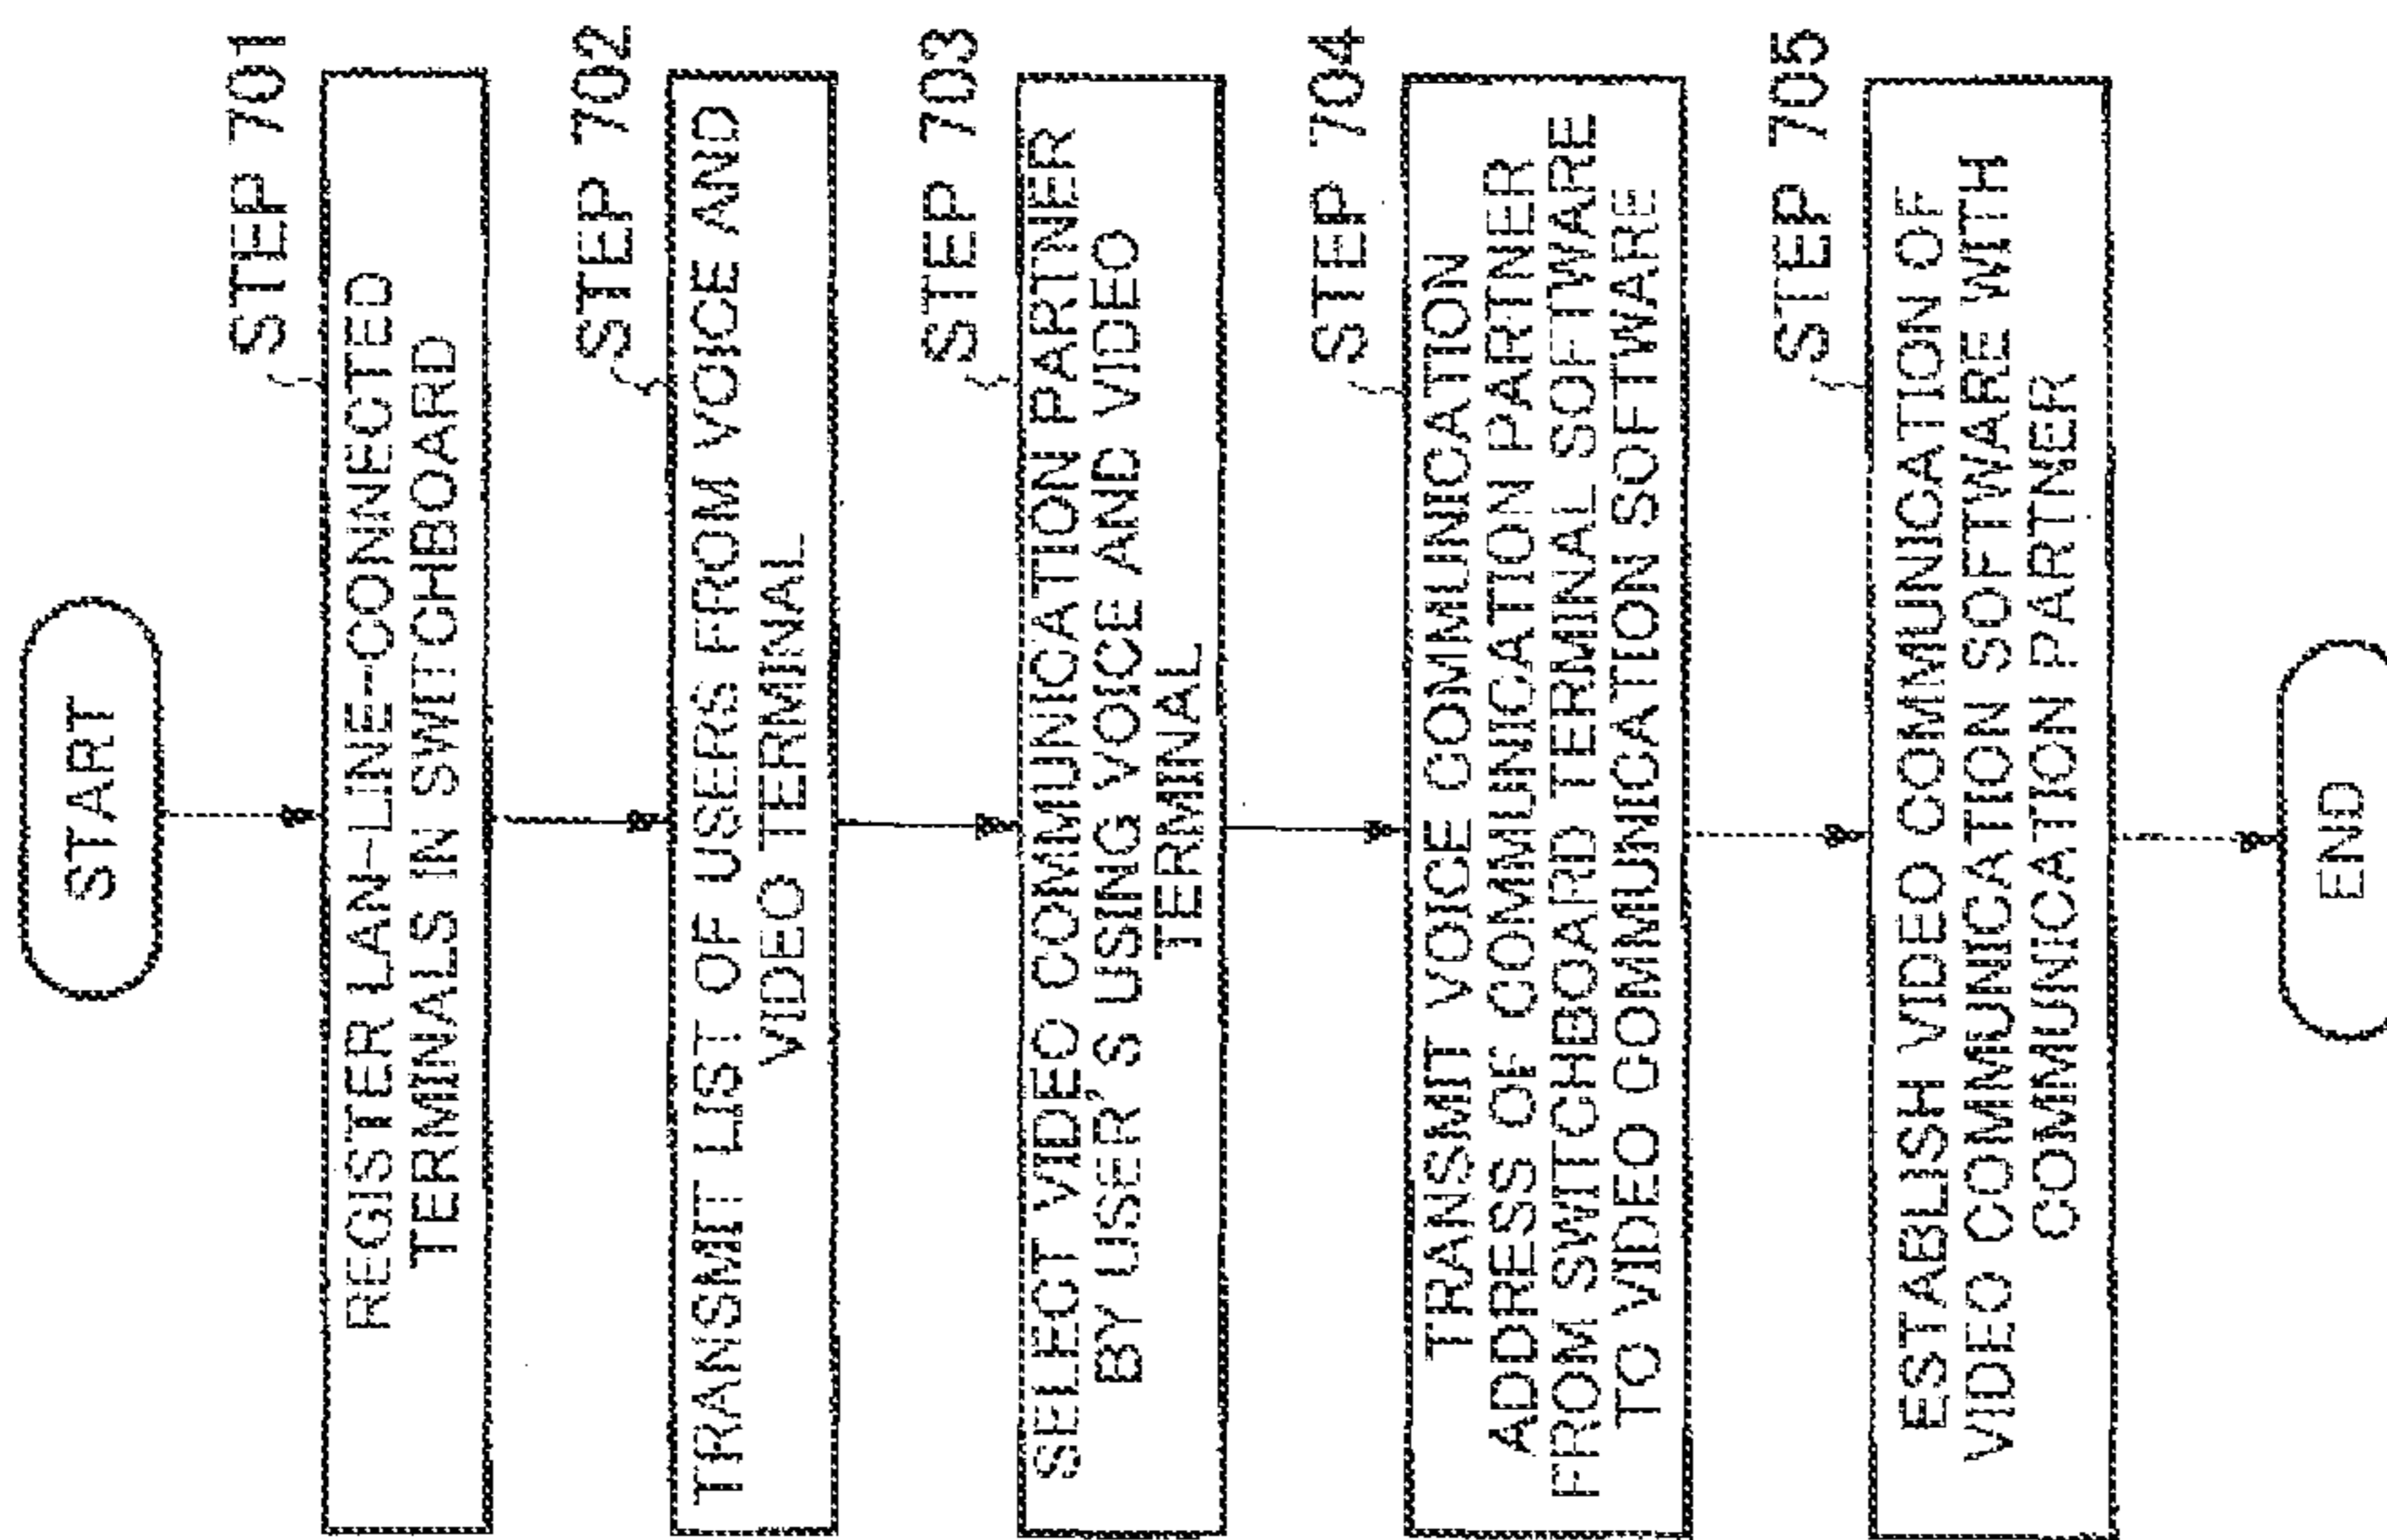 START
STEP 701
REGISTER LAN-LINE-CONNECTED
TERMINALS IN SWITCHBOARD
STEP 702
TRANSMIT LIST OF USERS FROM VOICE AND
VIDEO TERMINAL
STEP 703
SELECT VIDEO COMMUNICATION PARTNER
BY USER'S USING VOICE AND VIDEO
TERMINAL
STEP 704
TRANSMIT VOICE COMMUNICATION
ADDRESS OF COMMUNICATION PARTNER
FROM SWITCHBOARD TERMINAL SOFTWARE
TO VIDEO COMMUNICATION SOFTWARE
STEP 705
ESTABLISH VIDEO COMMUNICATION OF
VIDEO COMMUNICATION SOFTWARE WITH
COMMUNICATION PARTNER
END